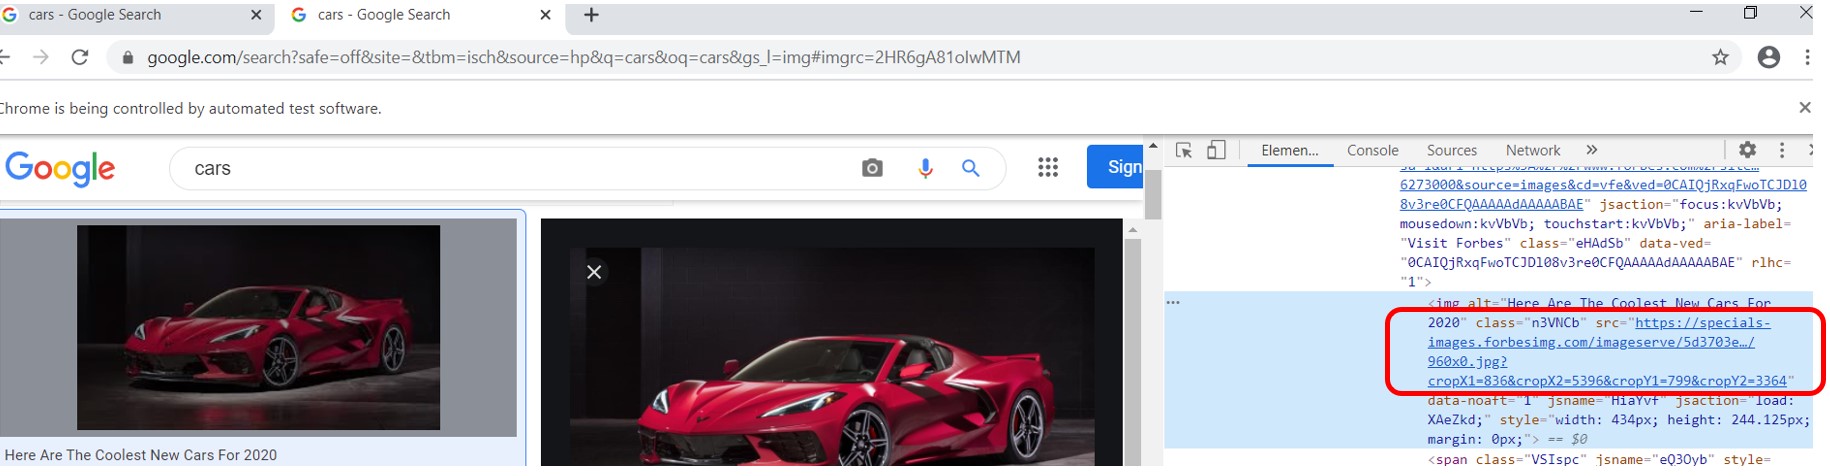 cars - Google Search
cars - Google Search
google.com/search?safe=off&site=&tbm=isch&source=hp&q=cars&oq=cars&gs_l=img#imgrc=2HR6gA81oIwMTM
Chrome is being controlled by automated test software.
Google
cars
Sign
Here Are The Coolest New Cars For 2020
Elemen...
Console
Sources
Network
6273000&source=images&cd=vfe&ved=0CAIQjRxqFwoTCJDl0
8v3re0CFQAAAAAdAAAAABAE" jsaction="focus:kvVbVb;
mousedown:kvVbVb; touchstart:kvVbVb;" aria-label=
"Visit Forbes" class="eHAdSb" data-ved=
"0CAIQjRxqFwoTCJDl08v3re0CFQAAAAAdAAAAABAE" rlhc=
"1">
<img alt="Here Are The Coolest New Cars For
2020" class="n3VNCb" src="https://specials-
images.forbesimg.com/imageserve/5d3703e…/
960x0.jpg?
cropX1=836&cropX2=5396&cropY1=799&cropY2=3364"
data-noaft="1" jsname="HiaYvf" jsaction="load:
XAeZkd;" style="width: 434px; height: 244.125px;
margin: 0px;"> == $0
<span class="VSIspc" jsname="eQ3Oyb" style=